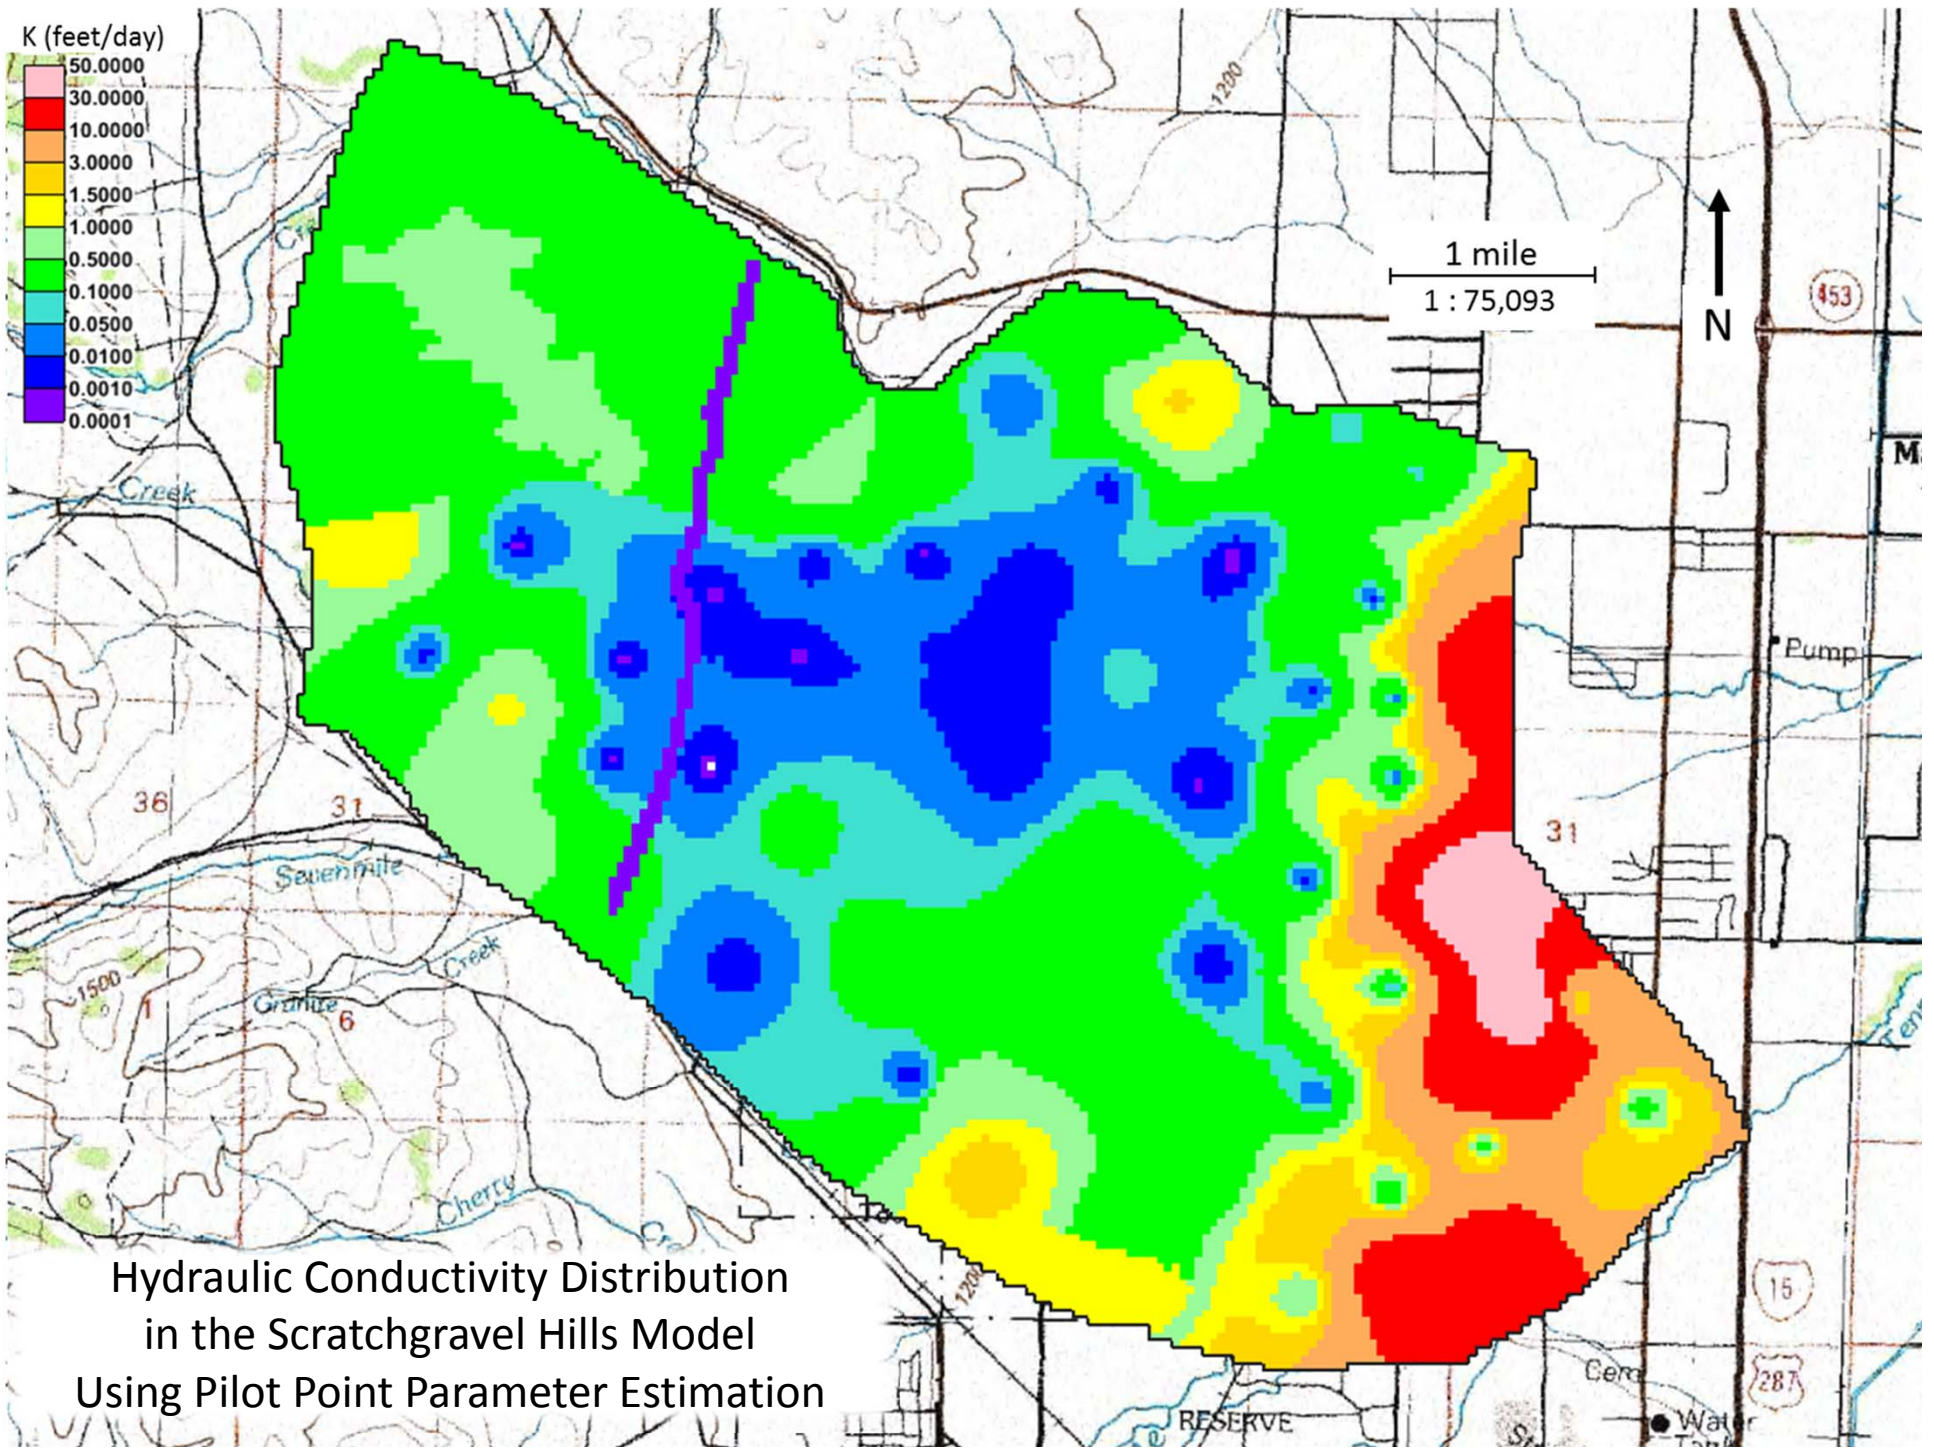 K (feet/day)
50.0000
30.0000
10.0000
3.0000
1.5000
1.0000
0.5000
0.1000
0.0500
0.0100
0.0010
0.0001
1200
1 mile
1 : 75,093
N
453
Creek
Pump
36
31
31
Sevenmile
Creek
1500
Granite
1
6
Cherry
1200
15
287
RESERVE
Water
Hydraulic Conductivity Distribution
in the Scratchgravel Hills Model
Using Pilot Point Parameter Estimation